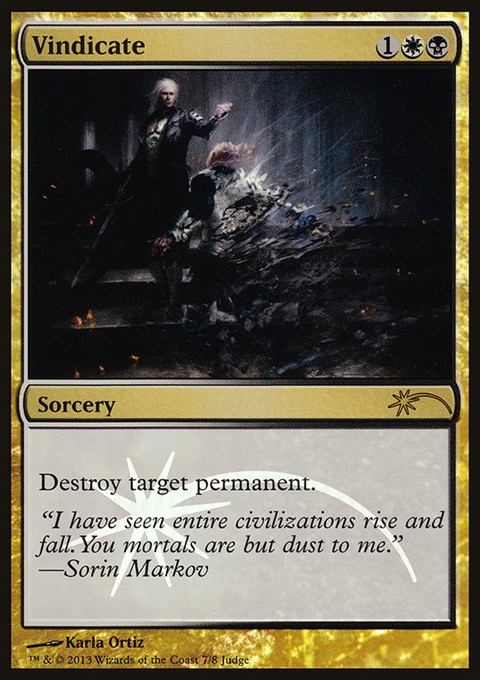 Vindicate 1
Sorcery
Destroy target permanent.
“I have seen entire civilizations rise and
fall. You mortals are but dust to me.”
—Sorin Markov
Karla Ortiz
™ & © 2013 Wizards of the Coast 7/8 Judge